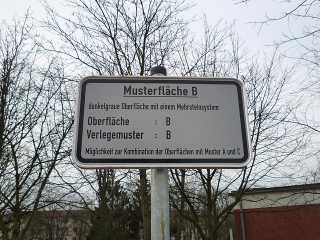 Musterfläche B
dunkelgraue Oberfläche mit einem Mehrsteinsystem
Oberfläche : B
Verlegemuster : B
Möglichkeit zur Kombination der Oberflächen mit Muster A und C